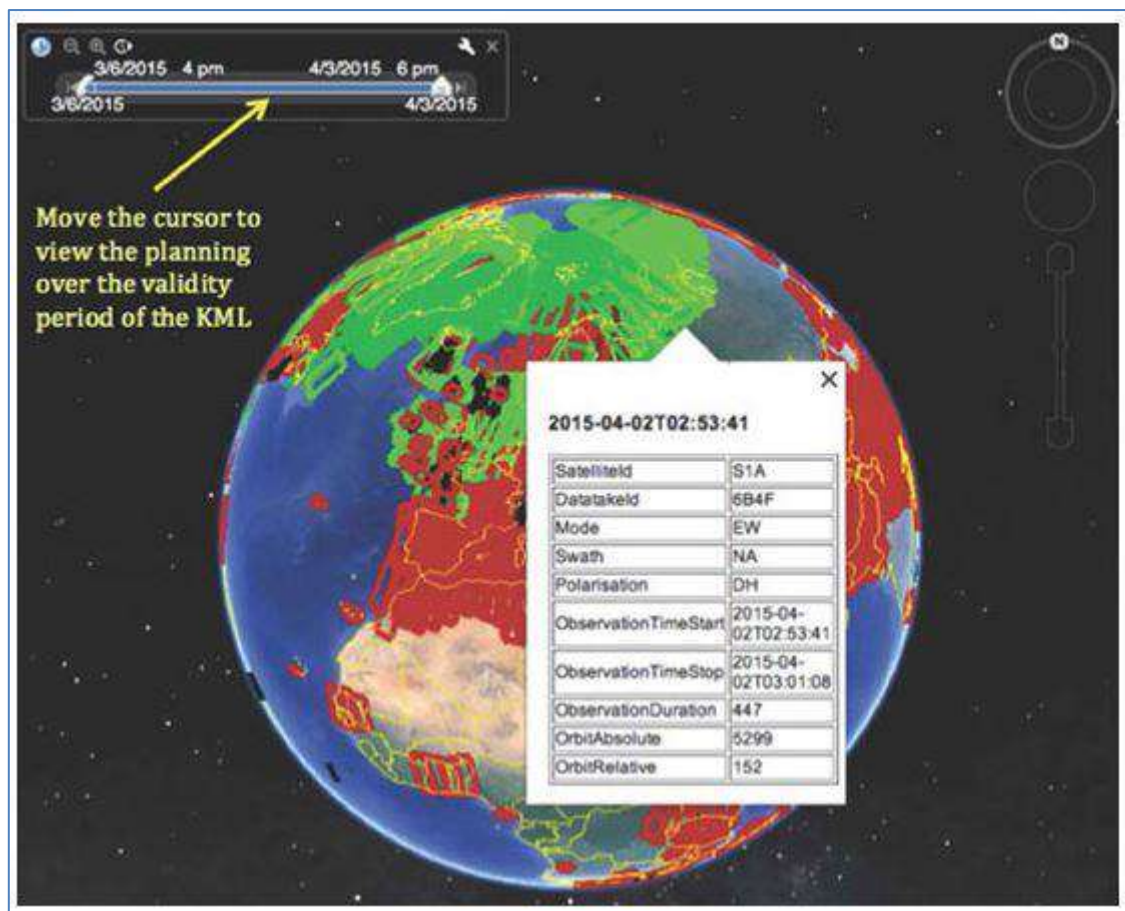 3/6/2015 4 pm 4/3/2015 6 pm
3/6/2015 4/3/2015
N
Move the cursor to
view the planning
over the validity
period of the KML
2015-04-02T02:53:41
SatelliteId S1A
DatatakeId 6B4F
Mode EW
Swath NA
Polarisation DH
ObservationTimeStart 2015-04-
02T02:53:41
ObservationTimeStop 2015-04-
02T03:01:08
ObservationDuration 447
OrbitAbsolute 5299
OrbitRelative 152